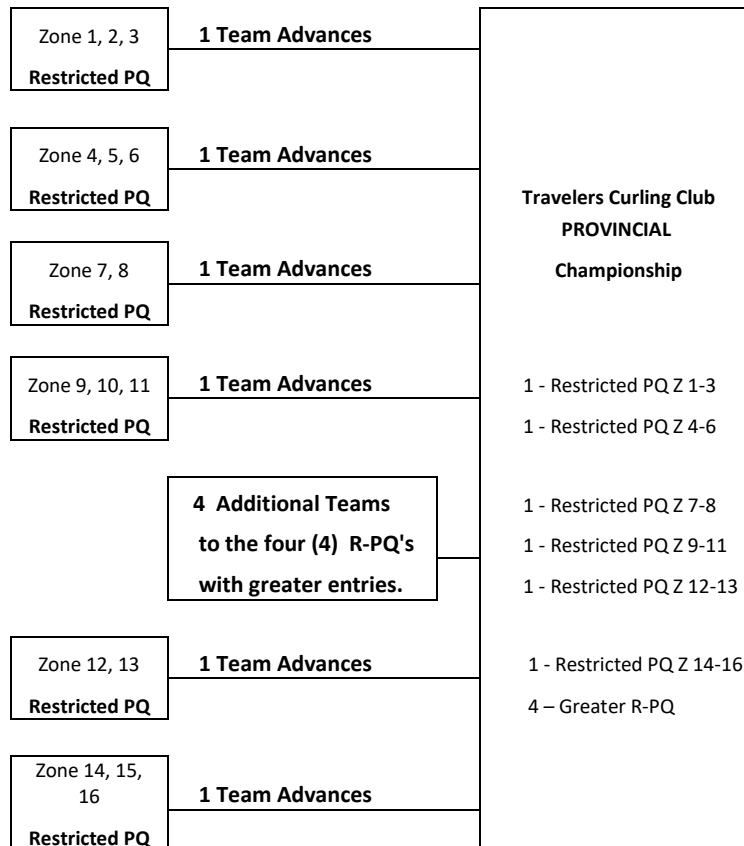 Zone 1, 2, 3
Restricted PQ
1 Team Advances
Zone 4, 5, 6
Restricted PQ
1 Team Advances
Zone 7, 8
Restricted PQ
1 Team Advances
Zone 9, 10, 11
Restricted PQ
1 Team Advances
4 Additional Teams
to the four (4) R-PQ's
with greater entries.
Zone 12, 13
Restricted PQ
1 Team Advances
Zone 14, 15,
16
Restricted PQ
1 Team Advances
Travelers Curling Club
PROVINCIAL
Championship
1 - Restricted PQ Z 1-3
1 - Restricted PQ Z 4-6
1 - Restricted PQ Z 7-8
1 - Restricted PQ Z 9-11
1 - Restricted PQ Z 12-13
1 - Restricted PQ Z 14-16
4 – Greater R-PQ